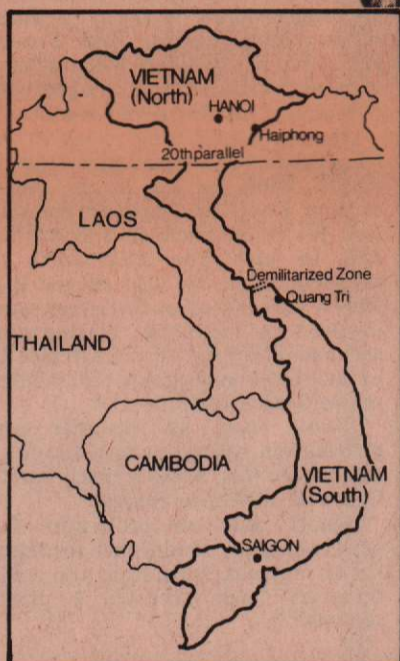 VIETNAM
(North)
HANOI
Haiphong
20th parallel
LAOS
Demilitarized Zone
Quang Tri
THAILAND
CAMBODIA
VIETNAM
(South)
SAIGON